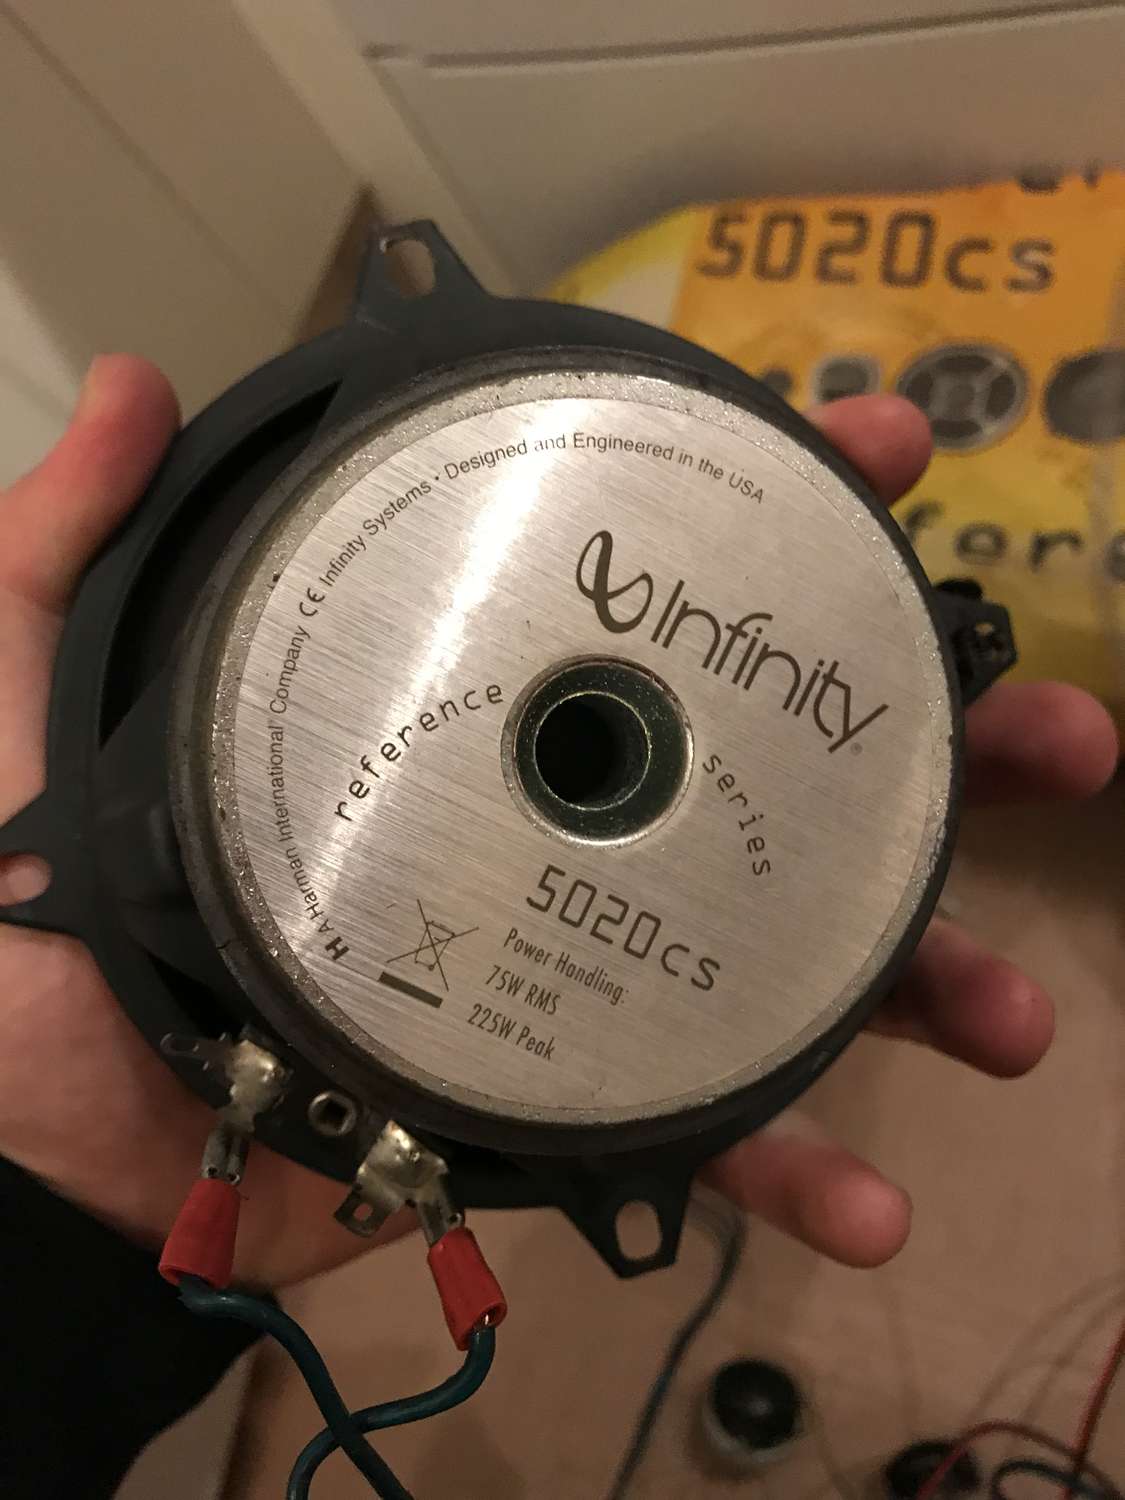 5020cs
H A Harman International® Company CE Infinity Systems • Designed and Engineered in the USA
Infinity®
reference series
5020cs
Power Handling:
75W RMS
225W Peak